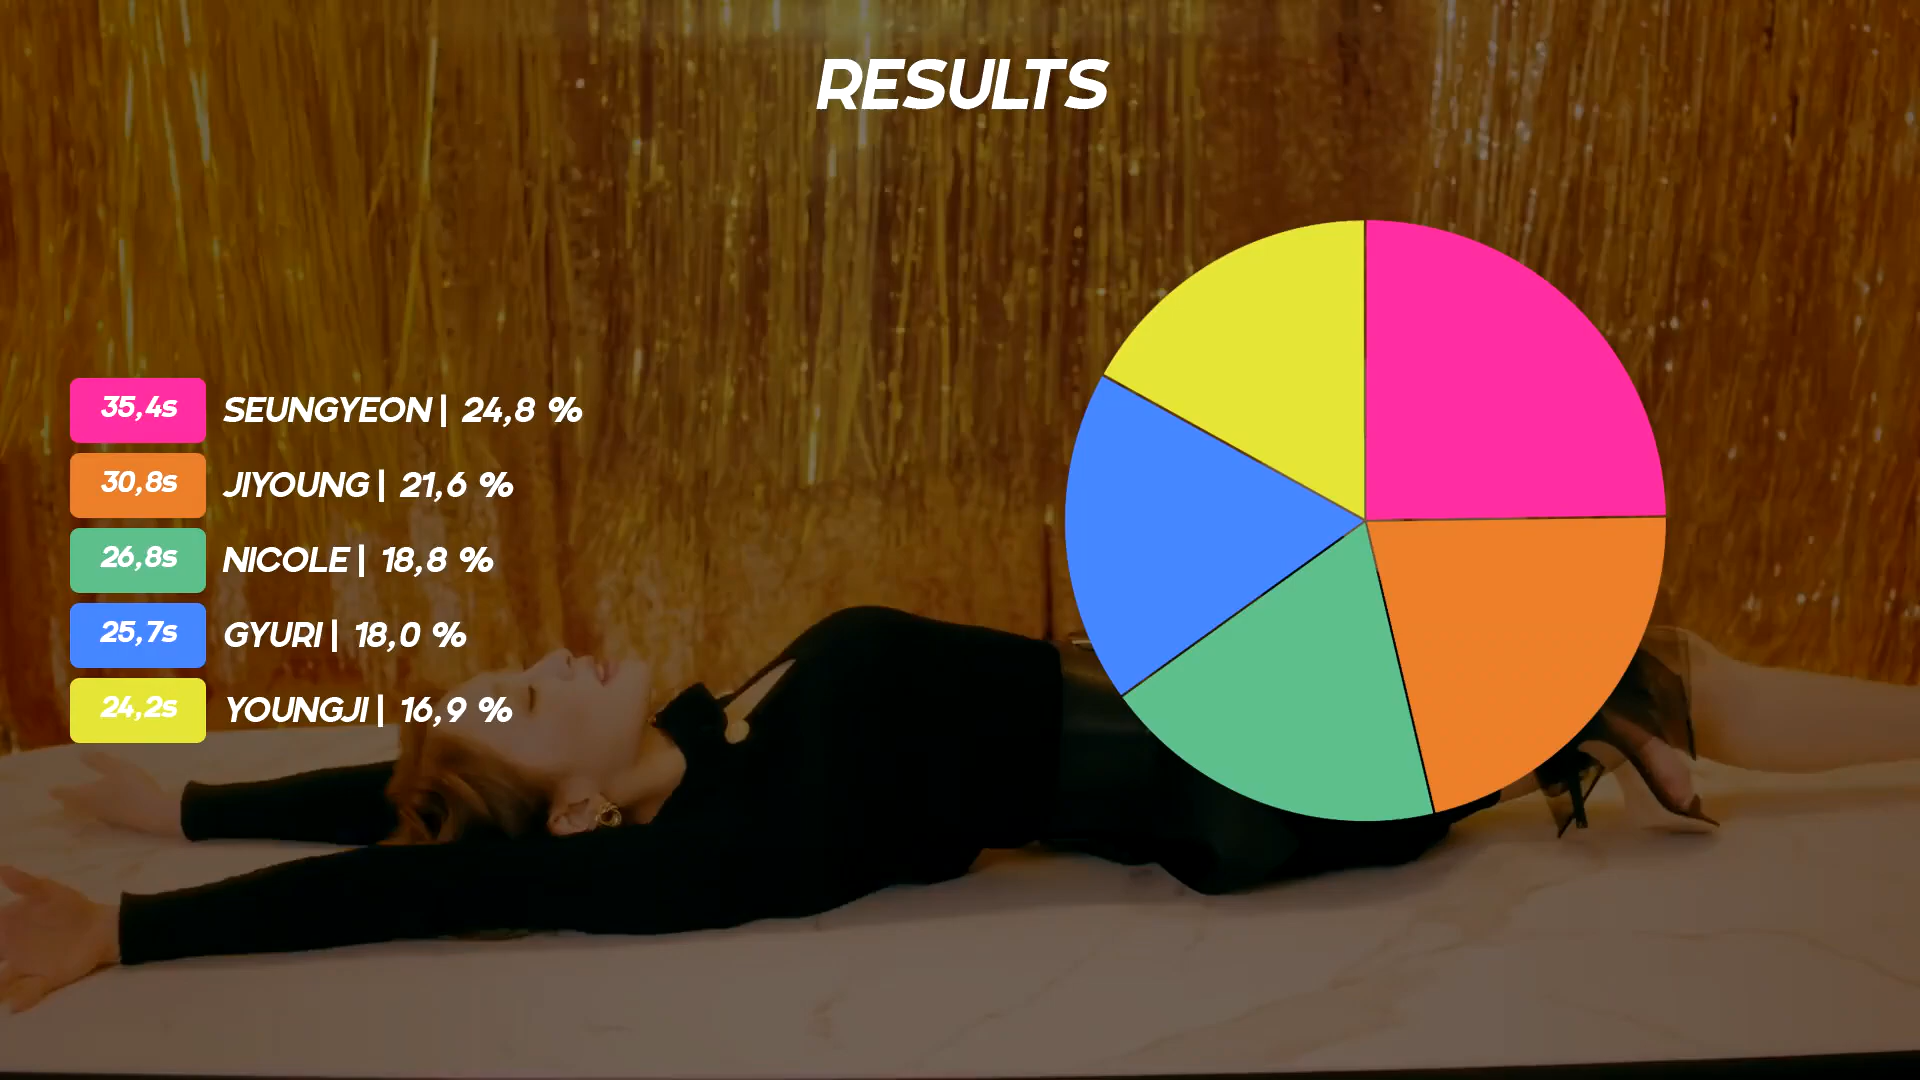 RESULTS
35,4s SEUNGYEON | 24,8 %
30,8s JIYOUNG | 21,6 %
26,8s NICOLE | 18,8 %
25,7s GYURI | 18,0 %
24,2s YOUNGJI | 16,9 %